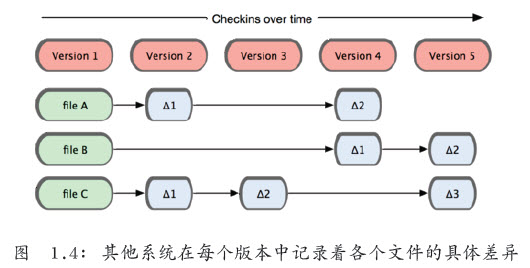 Checkins over time
Version 1 Version 2 Version 3 Version 4 Version 5
file A Δ1 Δ2
file B Δ1 Δ2
file C Δ1 Δ2 Δ3
图 1.4: 其他系统在每个版本中记录着各个文件的具体差异